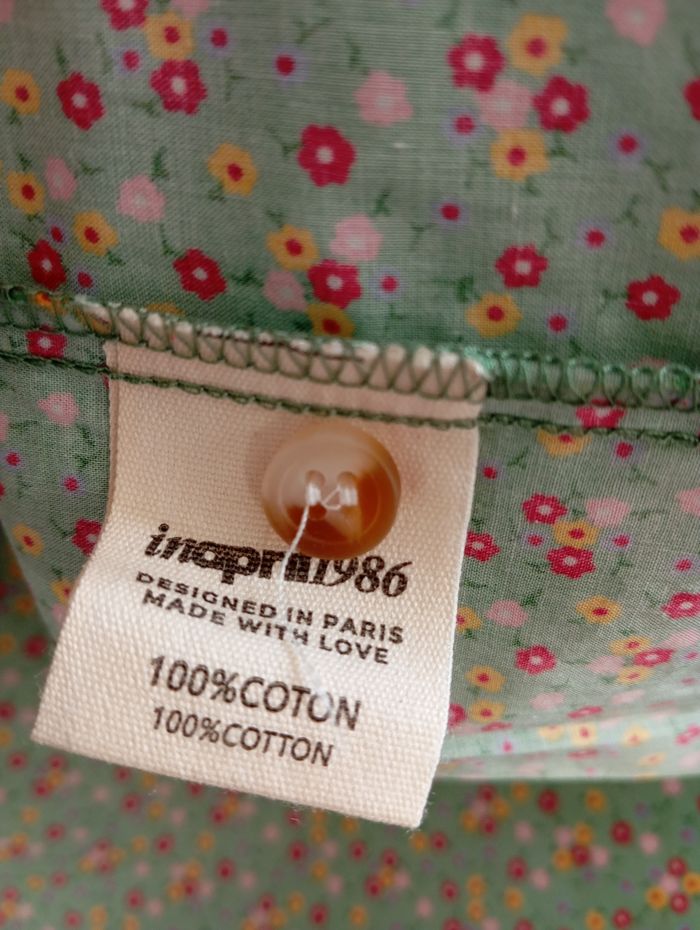 inapril1986
DESIGNED IN PARIS
MADE WITH LOVE
100%COTON
100%COTTON